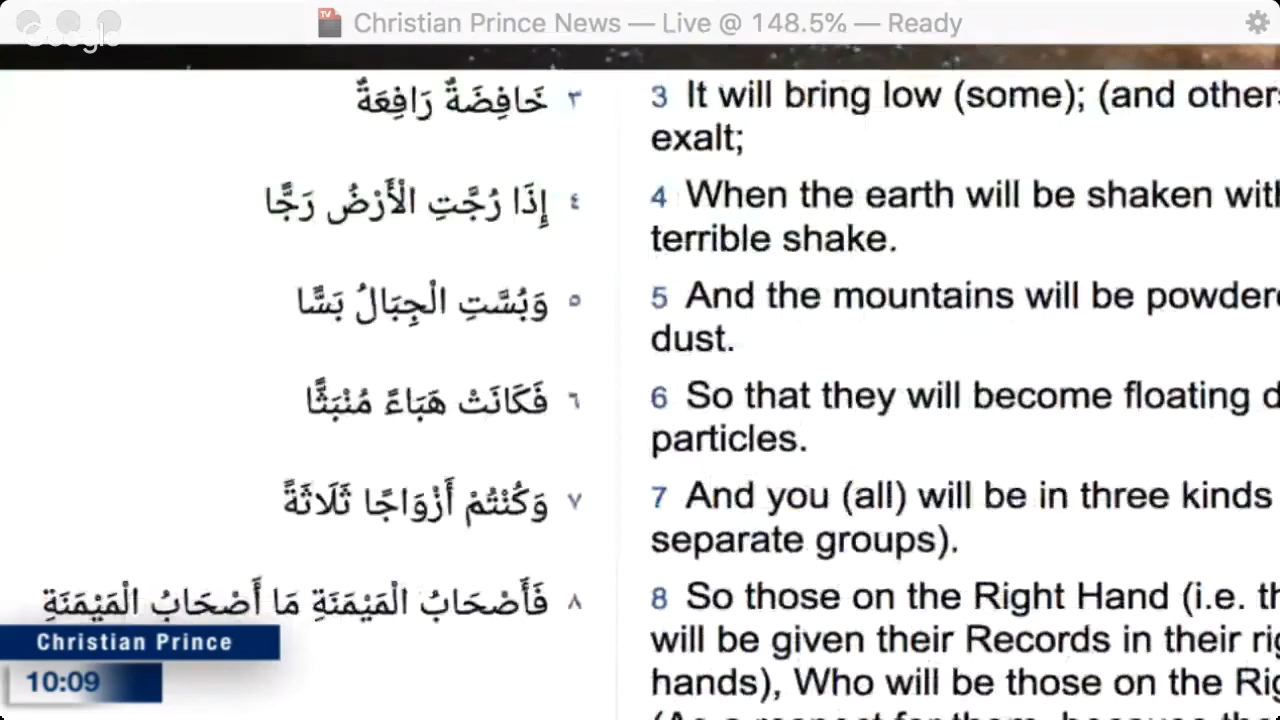 Christian Prince News — Live @ 148.5% — Ready
Google
خَافِضَةٌ رَافِعَةٌ ٣
3 It will bring low (some); (and others
exalt;
إِذَا رُجَّتِ الْأَرْضُ رَجًّا ٤
4 When the earth will be shaken with
terrible shake.
وَبُسَّتِ الْجِبَالُ بَسًّا ٥
5 And the mountains will be powdere
dust.
فَكَانَتْ هَبَاءً مُنْبَثًّا ٦
6 So that they will become floating d
particles.
وَكُنْتُمْ أَزْوَاجًا ثَلَاثَةً ٧
7 And you (all) will be in three kinds
separate groups).
فَأَصْحَابُ الْمَيْمَنَةِ مَا أَصْحَابُ الْمَيْمَنَةِ ٨
8 So those on the Right Hand (i.e. th
will be given their Records in their rig
hands), Who will be those on the Rig
Christian Prince
10:09